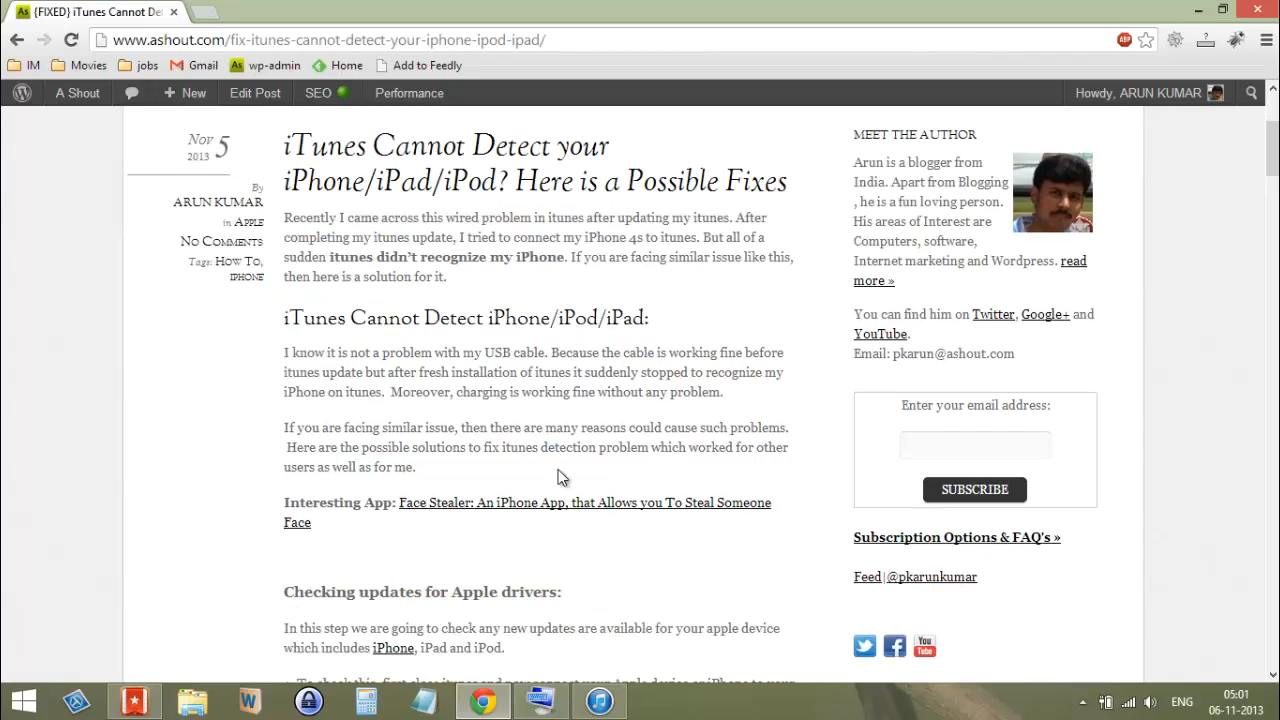 {FIXED} iTunes Cannot De
www.ashout.com/fix-itunes-cannot-detect-your-iphone-ipod-ipad/
ABP
IM Movies jobs Gmail As wp-admin Home Add to Feedly
A Shout + New Edit Post SEO Performance Howdy, ARUN KUMAR
Nov 5
2013
By
ARUN KUMAR
in APPLE
NO COMMENTS
Tags: HOW TO,
IPHONE
iTunes Cannot Detect your
iPhone/iPad/iPod? Here is a Possible Fixes
Recently I came across this wired problem in itunes after updating my itunes. After
completing my itunes update, I tried to connect my iPhone 4s to itunes. But all of a
sudden itunes didn't recognize my iPhone. If you are facing similar issue like this,
then here is a solution for it.
iTunes Cannot Detect iPhone/iPod/iPad:
I know it is not a problem with my USB cable. Because the cable is working fine before
itunes update but after fresh installation of itunes it suddenly stopped to recognize my
iPhone on itunes. Moreover, charging is working fine without any problem.
If you are facing similar issue, then there are many reasons could cause such problems.
Here are the possible solutions to fix itunes detection problem which worked for other
users as well as for me.
Interesting App: Face Stealer: An iPhone App, that Allows you To Steal Someone
Face
Checking updates for Apple drivers:
In this step we are going to check any new updates are available for your apple device
which includes iPhone, iPad and iPod.
MEET THE AUTHOR
Arun is a blogger from
India. Apart from Blogging
, he is a fun loving person.
His areas of Interest are
Computers, software,
Internet marketing and Wordpress. read
more »
You can find him on Twitter, Google+ and
YouTube.
Email: pkarun@ashout.com
Enter your email address:
SUBSCRIBE
Subscription Options & FAQ's »
Feed|@pkarunkumar
You
Tube
ENG
05:01
06-11-2013